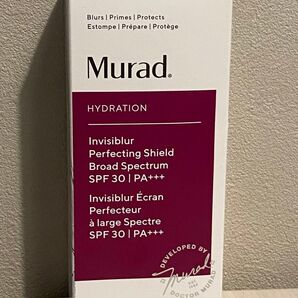 Blurs | Primes | Protects
Estompe | Prépare | Protège
Murad®
HYDRATION
Invisiblur
Perfecting Shield
Broad Spectrum
SPF 30 | PA+++
Invisiblur Écran
Perfecteur
à large Spectre
SPF 30 | PA+++
DEVELOPED BY
Murad
DOCTOR MURAD